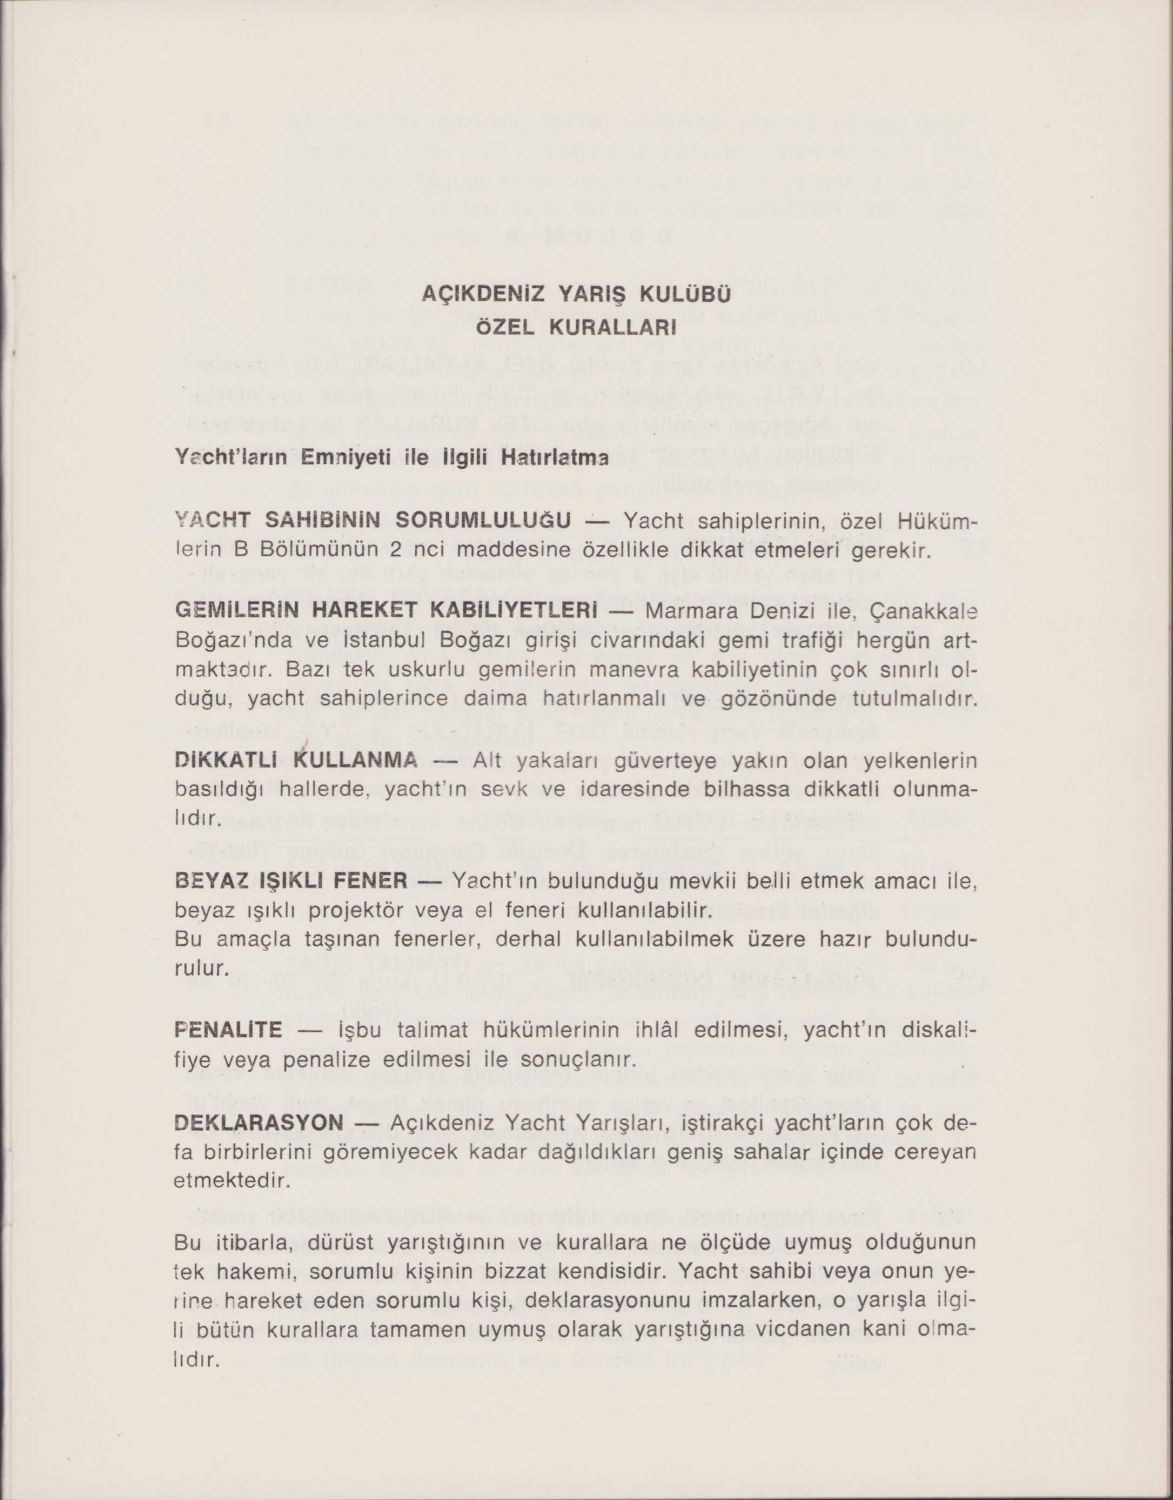 AÇIKDENİZ YARIŞ KULÜBÜ
ÖZEL KURALLARI
Yacht'ların Emniyeti ile ilgili Hatırlatma
YACHT SAHİBİNİN SORUMLULUĞU — Yacht sahiplerinin, özel Hüküm-
lerin B Bölümünün 2 nci maddesine özellikle dikkat etmeleri gerekir.
GEMİLERİN HAREKET KABİLİYETLERİ — Marmara Denizi ile, Çanakkale
Boğazı'nda ve istanbul Boğazı girişi civarındaki gemi trafiği hergün art-
maktadır. Bazı tek uskurlu gemilerin manevra kabiliyetinin çok sınırlı ol-
duğu, yacht sahiplerince daima hatırlanmalı ve gözönünde tutulmalıdır.
DİKKATLİ KULLANMA — Alt yakaları güverteye yakın olan yelkenlerin
basıldığı hallerde, yacht'ın sevk ve idaresinde bilhassa dikkatli olunma-
lıdır.
BEYAZ IŞIKLI FENER — Yacht'ın bulunduğu mevkii belli etmek amacı ile,
beyaz ışıklı projektör veya el feneri kullanılabilir.
Bu amaçla taşınan fenerler, derhal kullanılabilmek üzere hazır bulundu-
rulur.
PENALİTE — işbu talimat hükümlerinin ihlâl edilmesi, yacht'ın diskali-
fiye veya penalize edilmesi ile sonuçlanır.
DEKLARASYON — Açıkdeniz Yacht Yarışları, iştirakçi yacht'ların çok de-
fa birbirlerini göremiyecek kadar dağıldıkları geniş sahalar içinde cereyan
etmektedir.
Bu itibarla, dürüst yarıştığının ve kurallara ne ölçüde uymuş olduğunun
tek hakemi, sorumlu kişinin bizzat kendisidir. Yacht sahibi veya onun ye-
rine hareket eden sorumlu kişi, deklarasyonunu imzalarken, o yarışla ilgi-
li bütün kurallara tamamen uymuş olarak yarıştığına vicdanen kani olma-
lıdır.